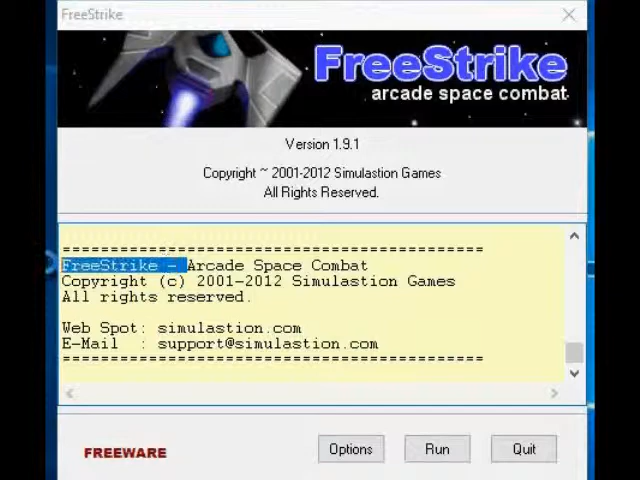 FreeStrike
FreeStrike
arcade space combat
Version 1.9.1
Copyright ~ 2001-2012 Simulastion Games
All Rights Reserved.
============================================
FreeStrike - Arcade Space Combat
Copyright (c) 2001-2012 Simulastion Games
All rights reserved.
Web Spot: simulastion.com
E-Mail  : support@simulastion.com
============================================
FREEWARE
Options
Run
Quit